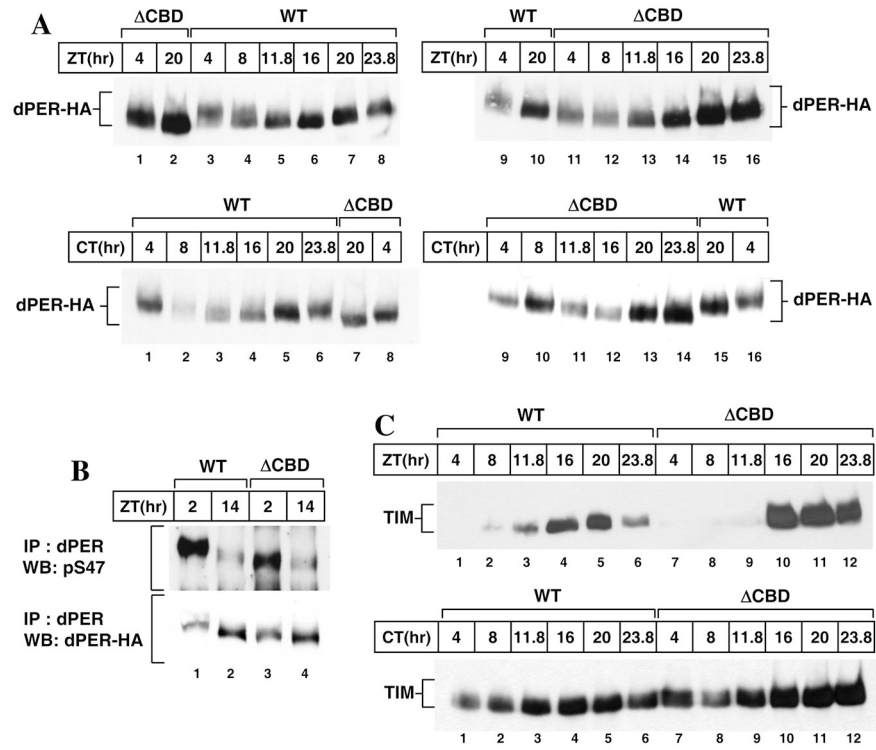 A
ΔCBD WT
ZT(hr) 4 20 4 8 11.8 16 20 23.8
dPER-HA
1 2 3 4 5 6 7 8
WT ΔCBD
ZT(hr) 4 20 4 8 11.8 16 20 23.8
dPER-HA
9 10 11 12 13 14 15 16
WT ΔCBD
CT(hr) 4 8 11.8 16 20 23.8 20 4
dPER-HA
1 2 3 4 5 6 7 8
ΔCBD WT
CT(hr) 4 8 11.8 16 20 23.8 20 4
dPER-HA
9 10 11 12 13 14 15 16
B
WT ΔCBD
ZT(hr) 2 14 2 14
IP : dPER
WB: pS47
IP : dPER
WB: dPER-HA
1 2 3 4
C
WT ΔCBD
ZT(hr) 4 8 11.8 16 20 23.8 4 8 11.8 16 20 23.8
TIM
1 2 3 4 5 6 7 8 9 10 11 12
WT ΔCBD
CT(hr) 4 8 11.8 16 20 23.8 4 8 11.8 16 20 23.8
TIM
1 2 3 4 5 6 7 8 9 10 11 12